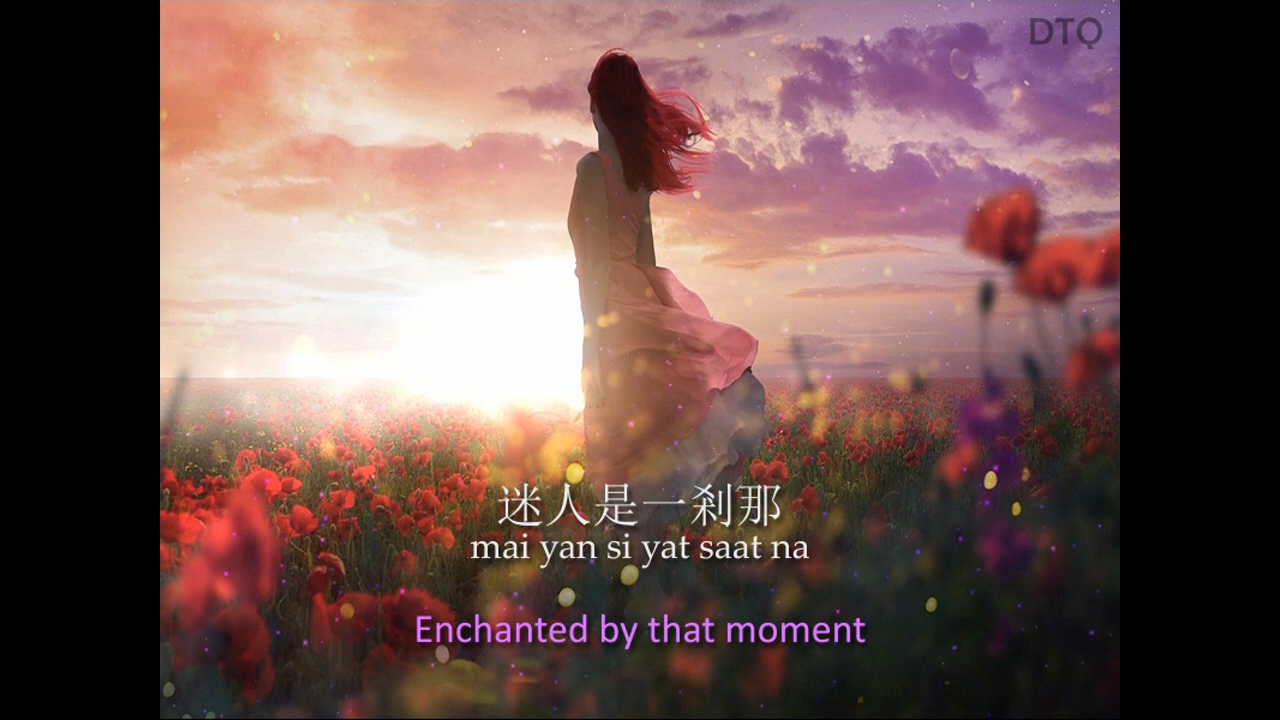 DTQ
迷人是一刹那
mai yan si yat saat na
Enchanted by that moment